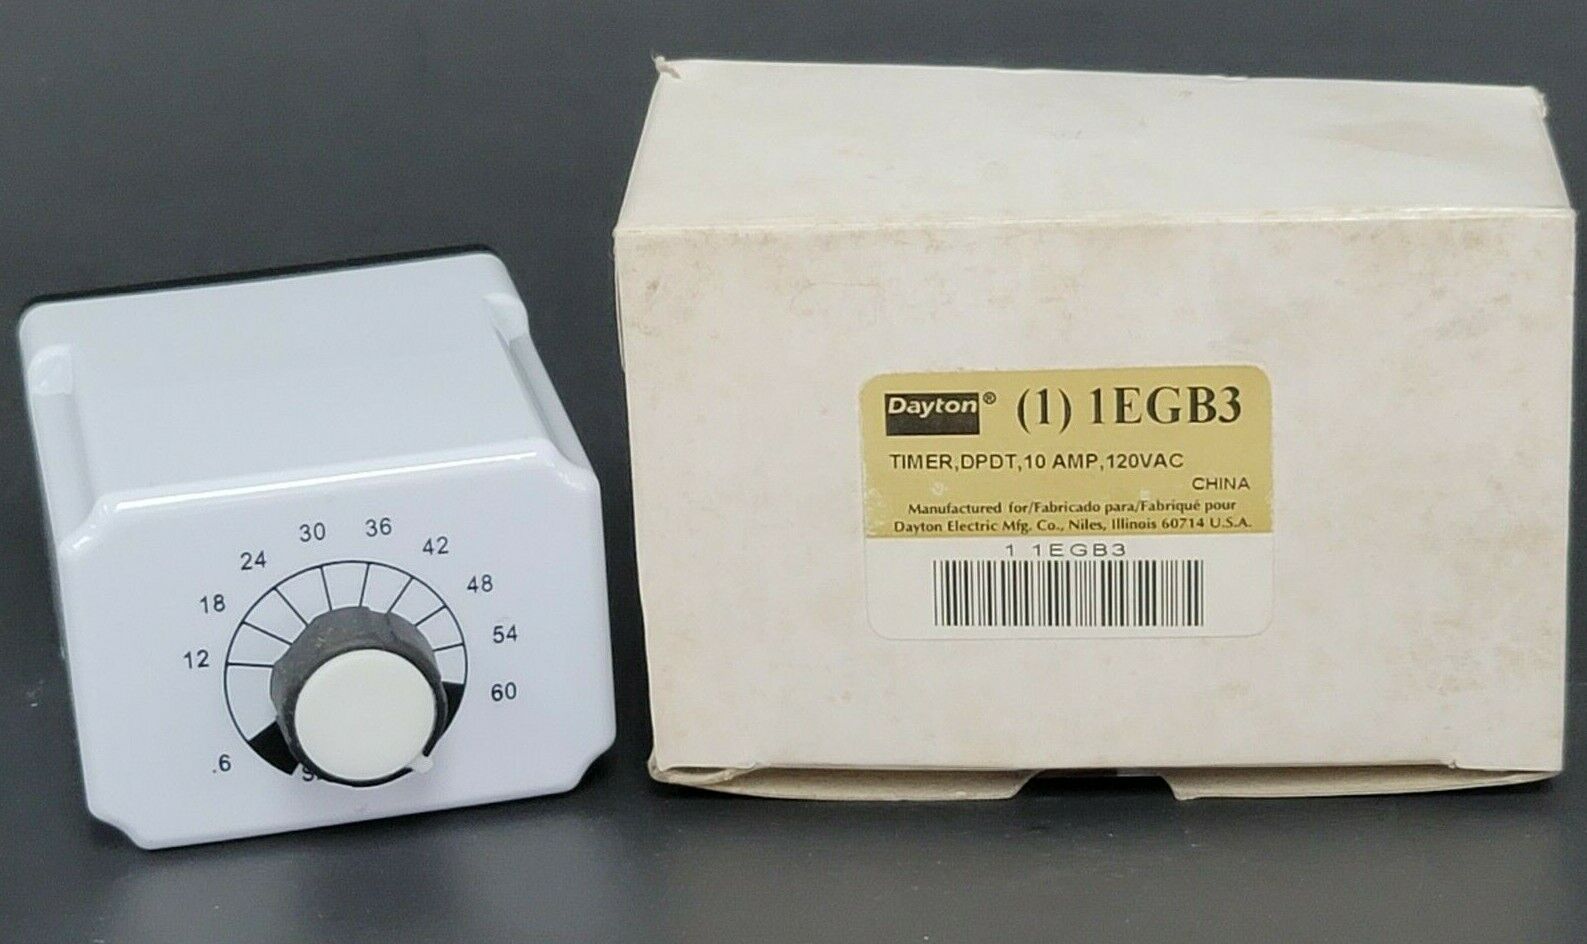 30 36
24 42
18 48
12 54
60
.6
Dayton® (1) 1EGB3
TIMER,DPDT,10 AMP,120VAC
CHINA
Manufactured for/Fabricado para/Fabriqué pour
Dayton Electric Mfg. Co., Niles, Illinois 60714 U.S.A.
1 1EGB3